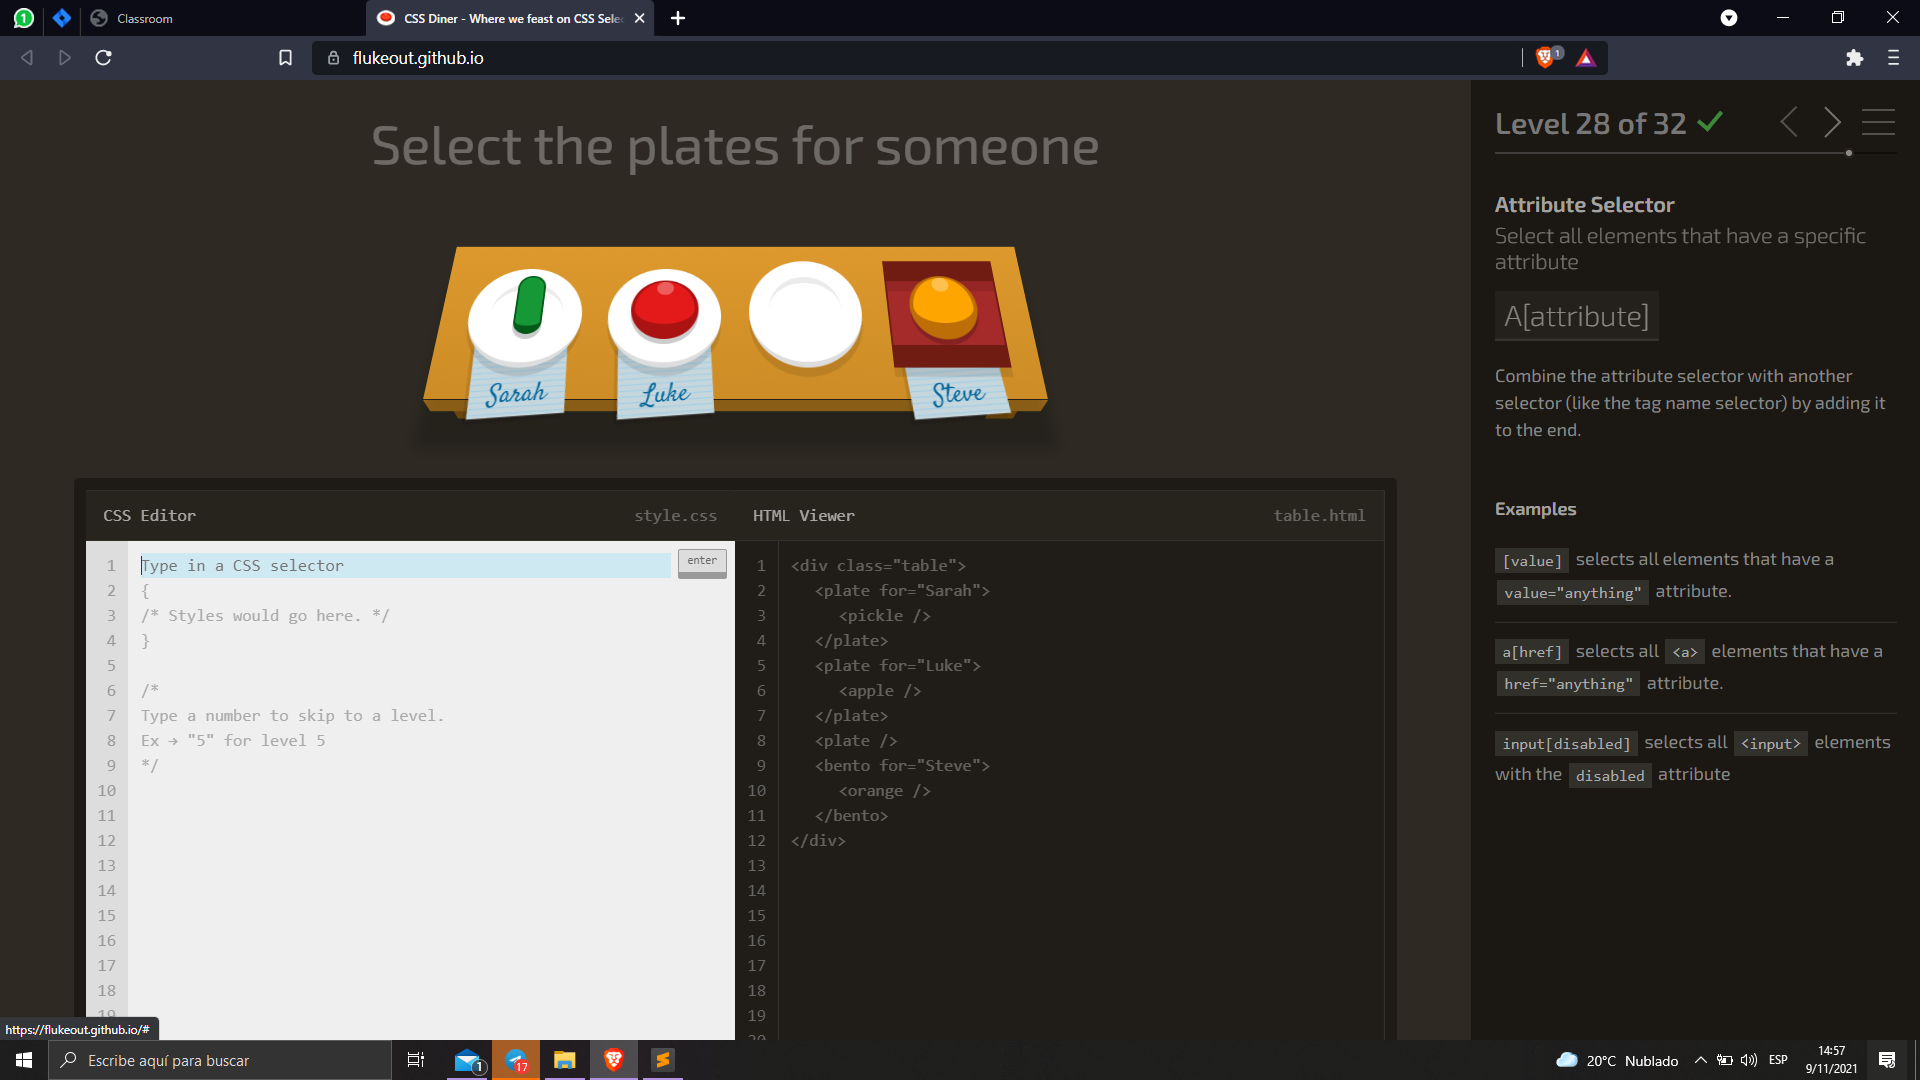 1
Classroom
CSS Diner - Where we feast on CSS Sele
flukeout.github.io
1
Select the plates for someone
Sarah
Luke
Steve
Level 28 of 32
Attribute Selector
Select all elements that have a specific
attribute
A[attribute]
Combine the attribute selector with another
selector (like the tag name selector) by adding it
to the end.
Examples
[value] selects all elements that have a
value="anything" attribute.
a[href] selects all <a> elements that have a
href="anything" attribute.
input[disabled] selects all <input> elements
with the disabled attribute
CSS Editor style.css
1 Type in a CSS selector enter
2 {
3 /* Styles would go here. */
4 }
5
6 /*
7 Type a number to skip to a level.
8 Ex → "5" for level 5
9 */
10
11
12
13
14
15
16
17
18
19
HTML Viewer table.html
1 <div class="table">
2 <plate for="Sarah">
3 <pickle />
4 </plate>
5 <plate for="Luke">
6 <apple />
7 </plate>
8 <plate />
9 <bento for="Steve">
10 <orange />
11 </bento>
12 </div>
13
14
15
16
17
18
19
20
https://flukeout.github.io/#
Escribe aquí para buscar
1
17
20°C Nublado
ESP
14:57
9/11/2021